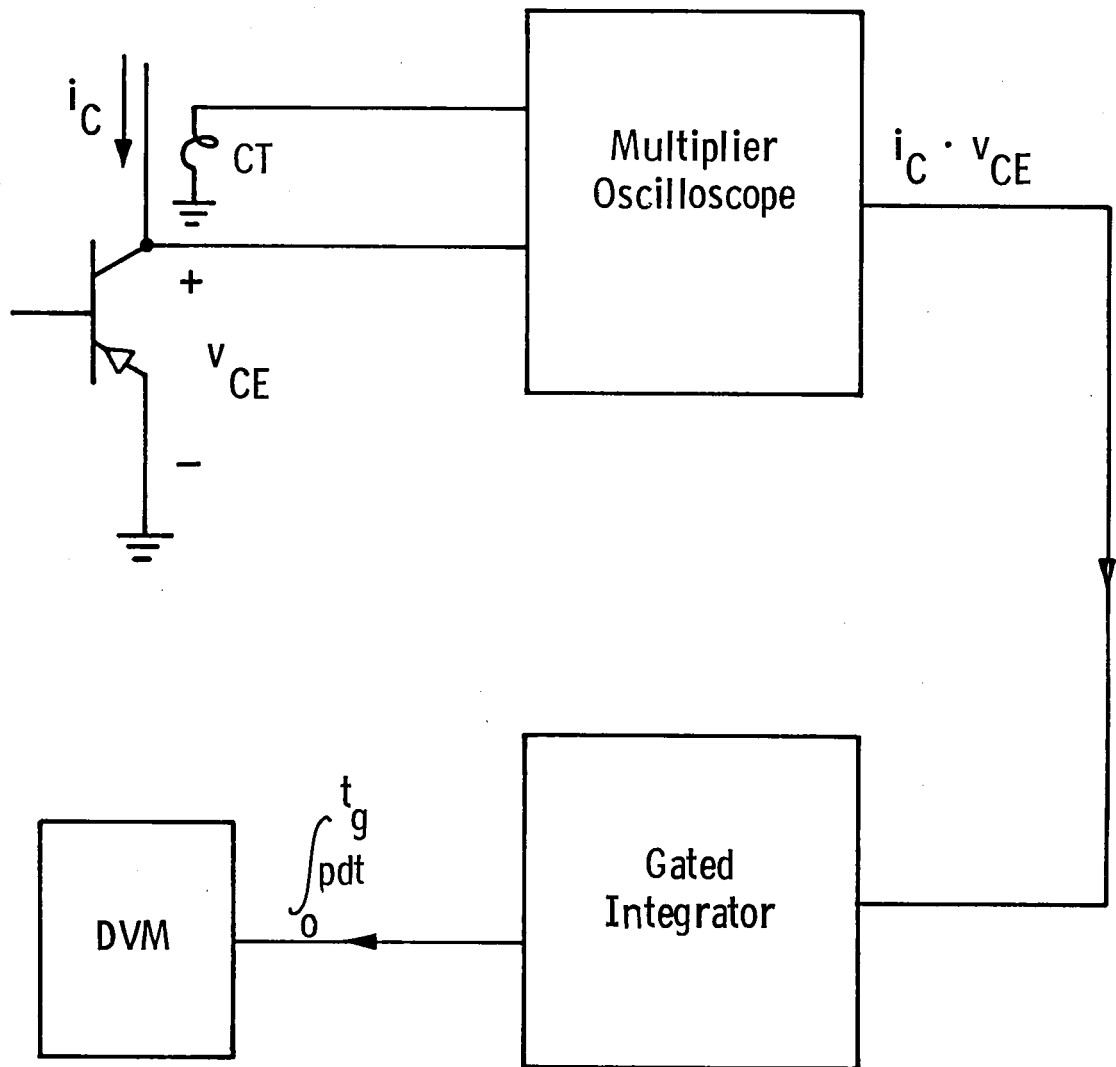 i_C
CT
+
v_CE
−
Multiplier
Oscilloscope
i_C · v_CE
t_g
∫ pdt
0
DVM
Gated
Integrator